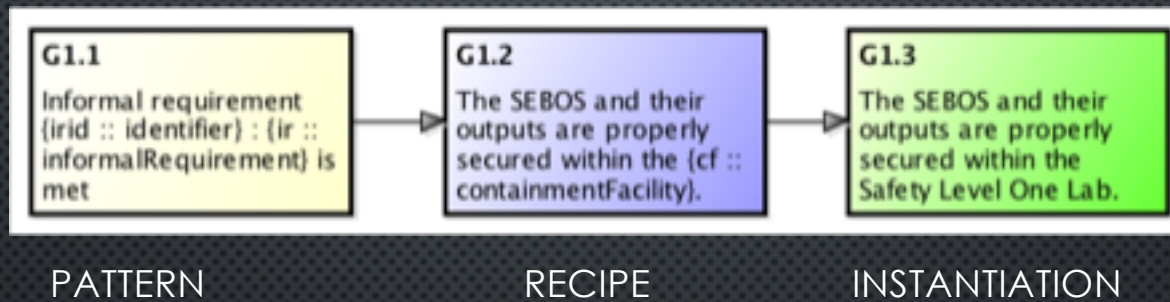 G1.1
Informal requirement
{irid :: identifier} : {ir ::
informalRequirement} is
met
G1.2
The SEBOS and their
outputs are properly
secured within the {cf ::
containmentFacility}.
G1.3
The SEBOS and their
outputs are properly
secured within the
Safety Level One Lab.
PATTERN
RECIPE
INSTANTIATION